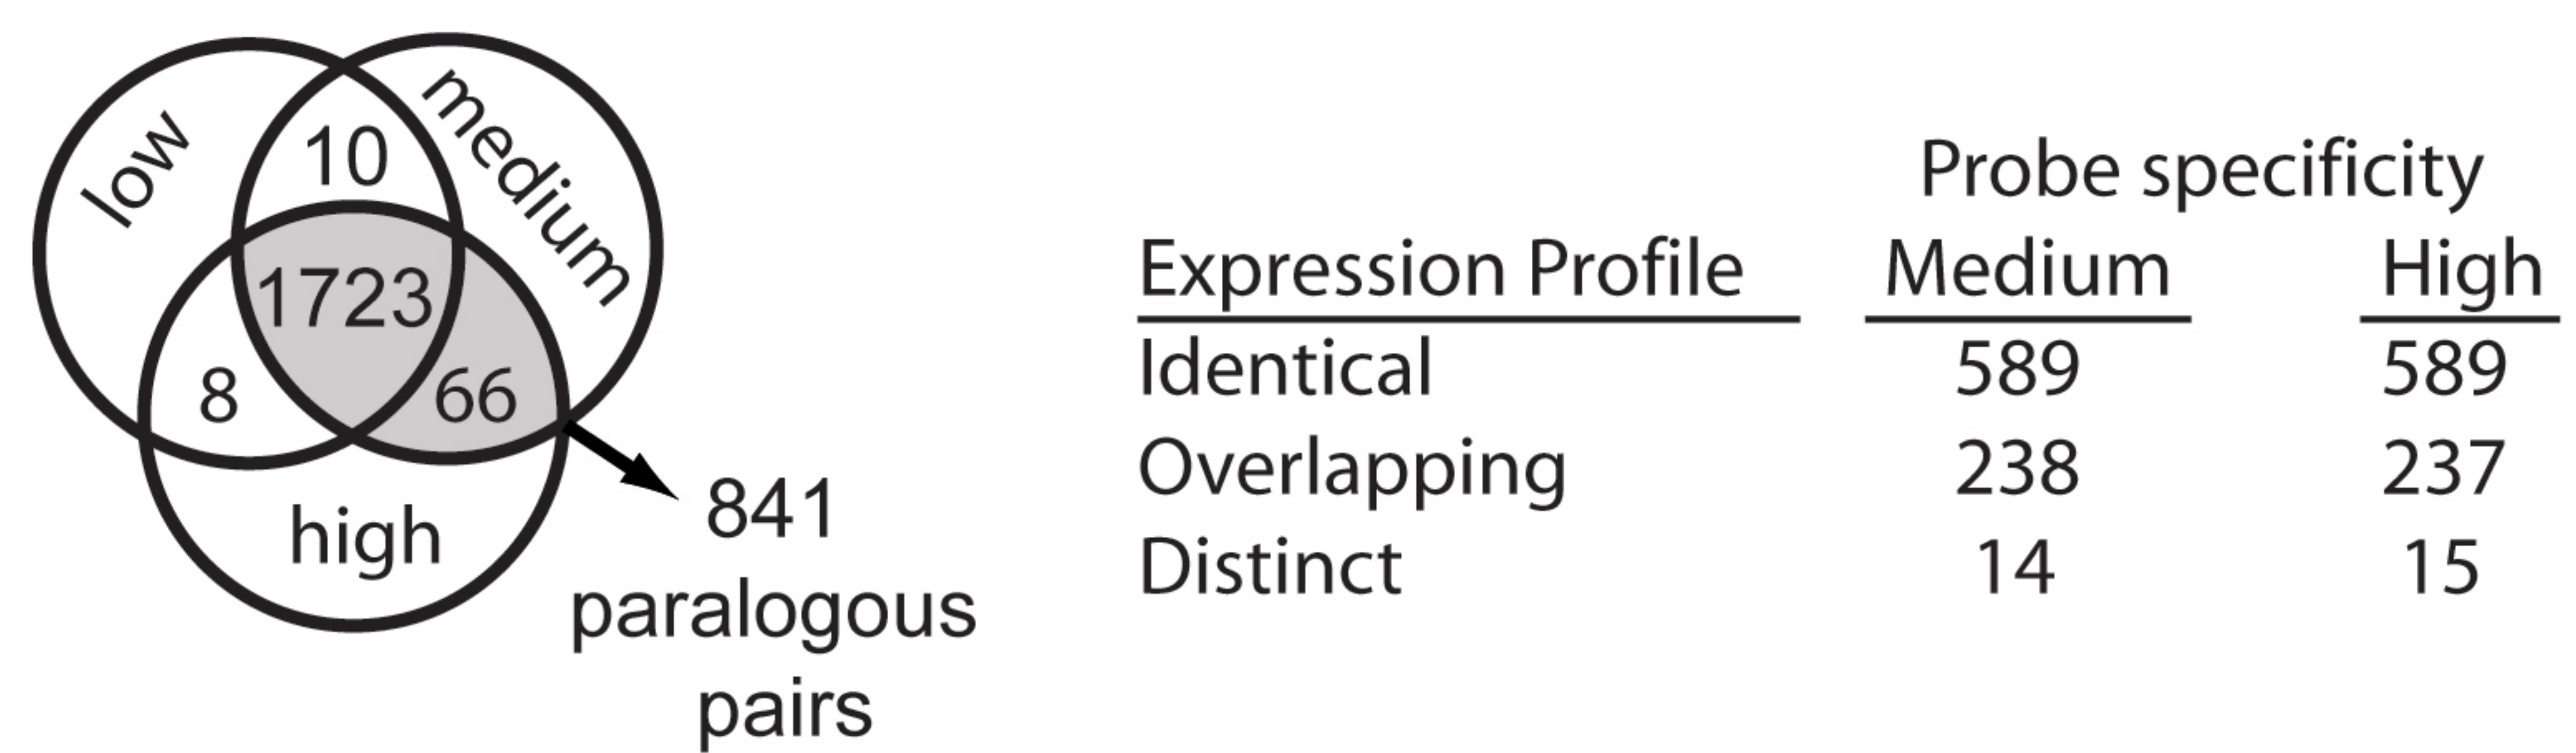 low
medium
10
1723
8
66
high
841
paralogous
pairs
Probe specificity
Expression Profile Medium High
Identical 589 589
Overlapping 238 237
Distinct 14 15